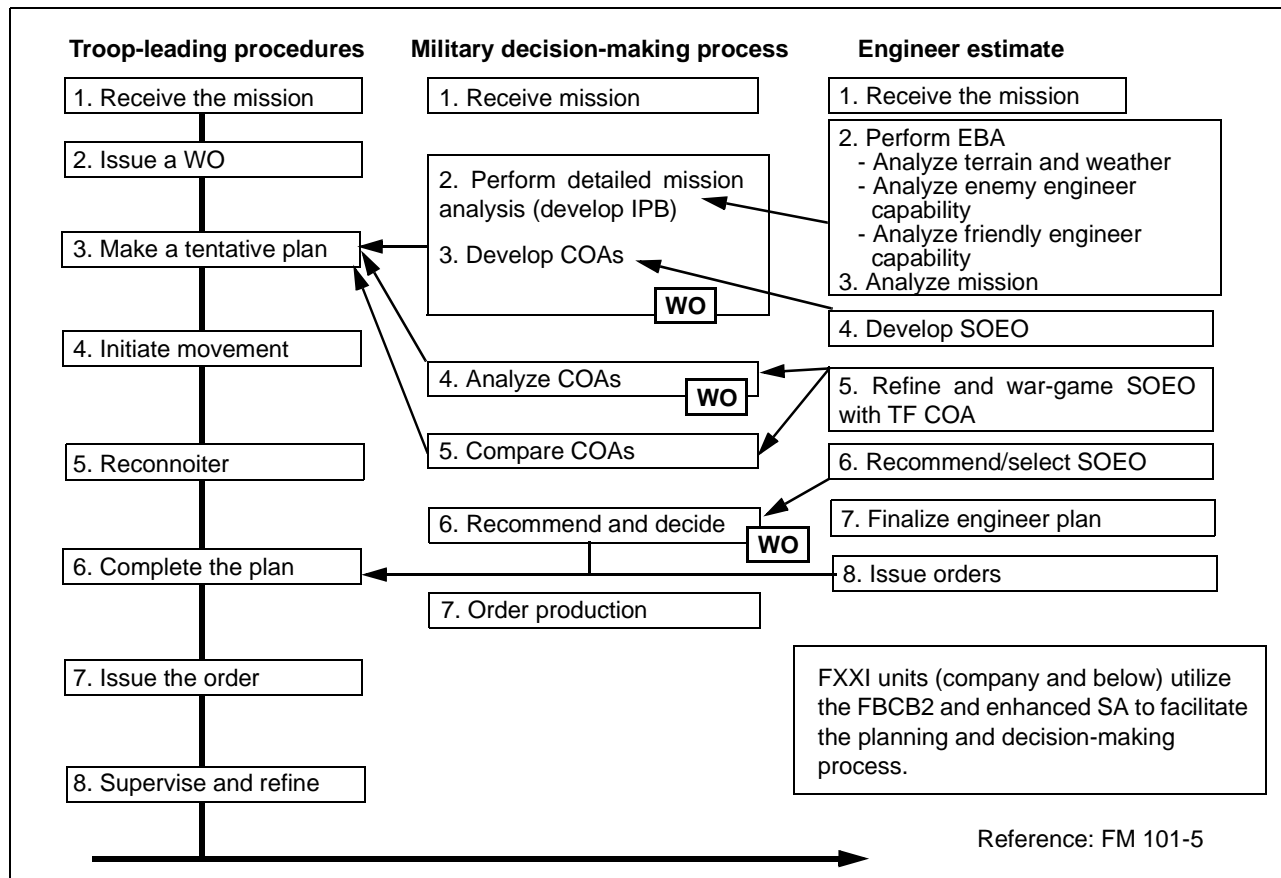 Troop-leading procedures
1. Receive the mission
2. Issue a WO
3. Make a tentative plan
4. Initiate movement
5. Reconnoiter
6. Complete the plan
7. Issue the order
8. Supervise and refine
Military decision-making process
1. Receive mission
2. Perform detailed mission
analysis (develop IPB)
3. Develop COAs
WO
4. Analyze COAs
WO
5. Compare COAs
6. Recommend and decide
WO
7. Order production
Engineer estimate
1. Receive the mission
2. Perform EBA
- Analyze terrain and weather
- Analyze enemy engineer
capability
- Analyze friendly engineer
capability
3. Analyze mission
4. Develop SOEO
5. Refine and war-game SOEO
with TF COA
6. Recommend/select SOEO
7. Finalize engineer plan
8. Issue orders
FXXI units (company and below) utilize
the FBCB2 and enhanced SA to facilitate
the planning and decision-making
process.
Reference: FM 101-5